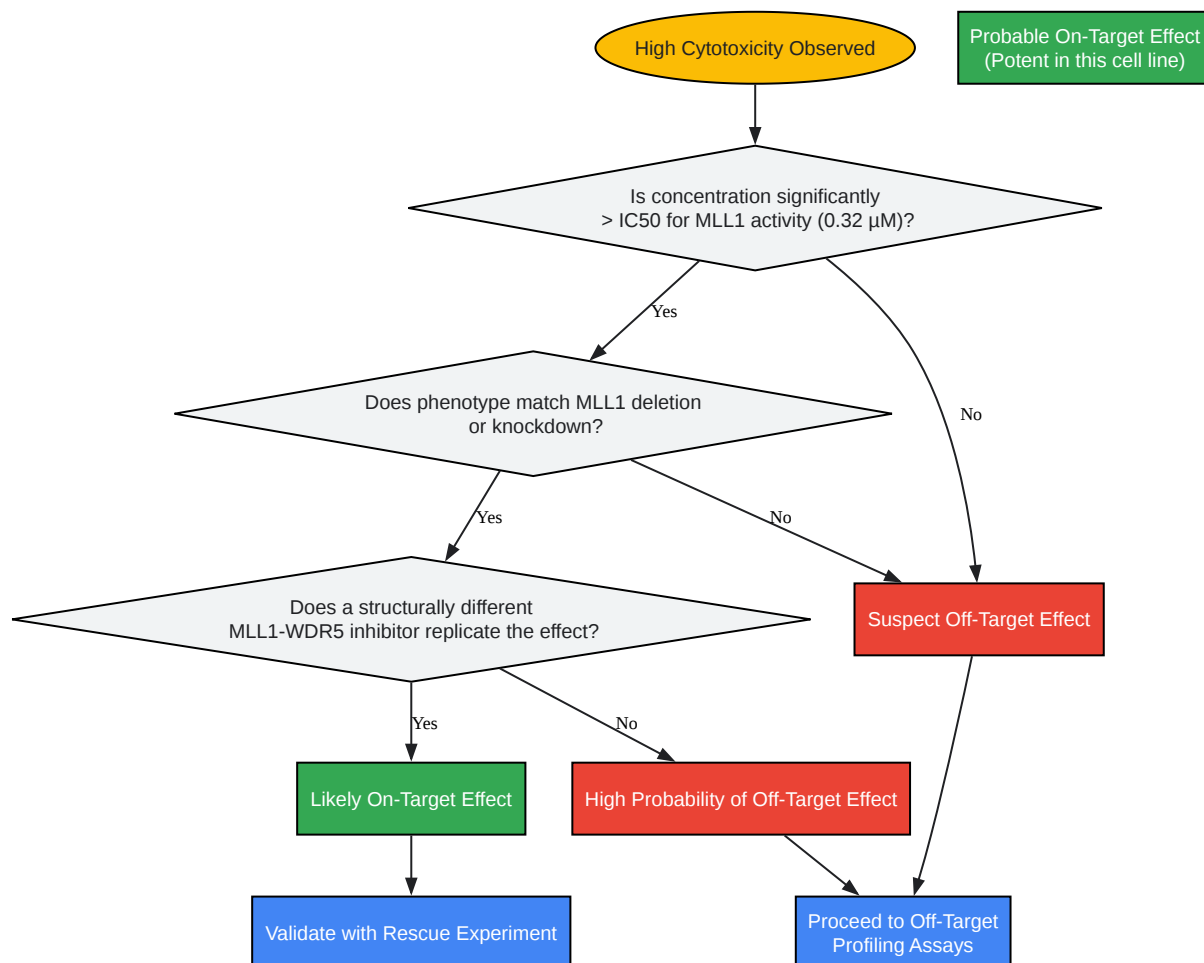 High Cytotoxicity Observed
Probable On-Target Effect
(Potent in this cell line)
Is concentration significantly
> IC50 for MLL1 activity (0.32 µM)?
Yes
No
Does phenotype match MLL1 deletion
or knockdown?
Yes
No
Does a structurally different
MLL1-WDR5 inhibitor replicate the effect?
Suspect Off-Target Effect
Yes
No
Likely On-Target Effect
High Probability of Off-Target Effect
Validate with Rescue Experiment
Proceed to Off-Target
Profiling Assays